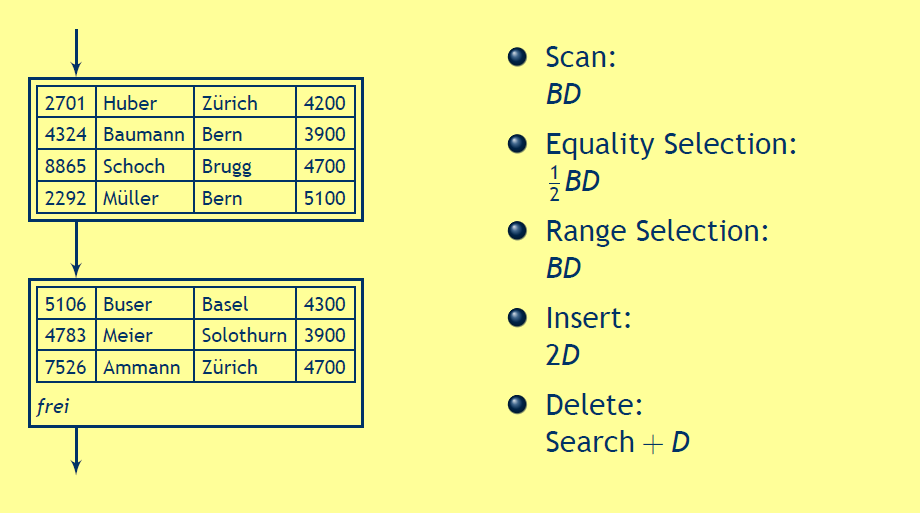 2701 Huber Zürich 4200
4324 Baumann Bern 3900
8865 Schoch Brugg 4700
2292 Müller Bern 5100
5106 Buser Basel 4300
4783 Meier Solothurn 3900
7526 Ammann Zürich 4700
frei
Scan:
BD
Equality Selection:
½BD
Range Selection:
BD
Insert:
2D
Delete:
Search + D